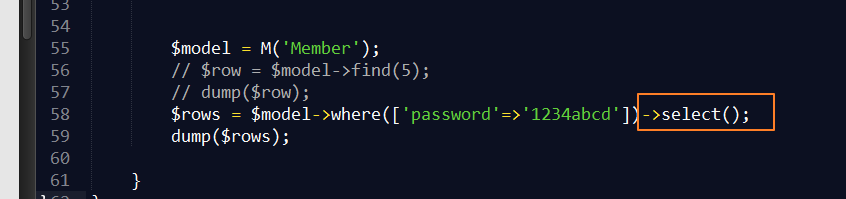 53
54
55 $model = M('Member');
56 // $row = $model->find(5);
57 // dump($row);
58 $rows = $model->where(['password'=>'1234abcd'])->select();
59 dump($rows);
60
61 }
62 }